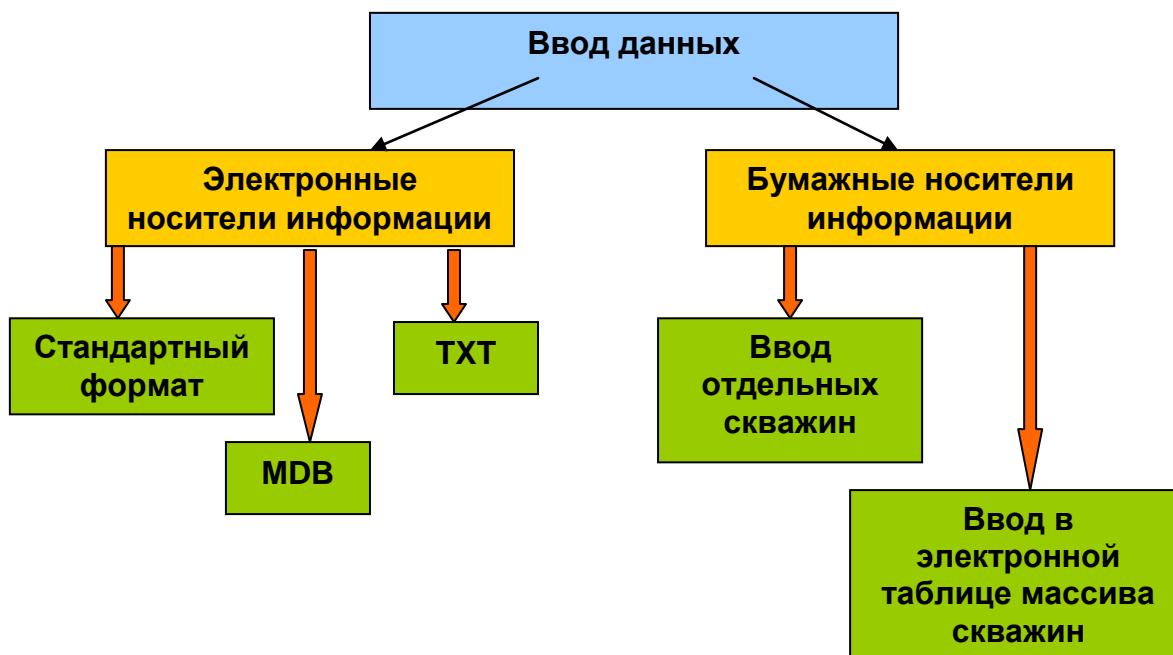 Ввод данных
Электронные
носители информации
Бумажные носители
информации
Стандартный
формат
MDB
TXT
Ввод
отдельных
скважин
Ввод в
электронной
таблице массива
скважин